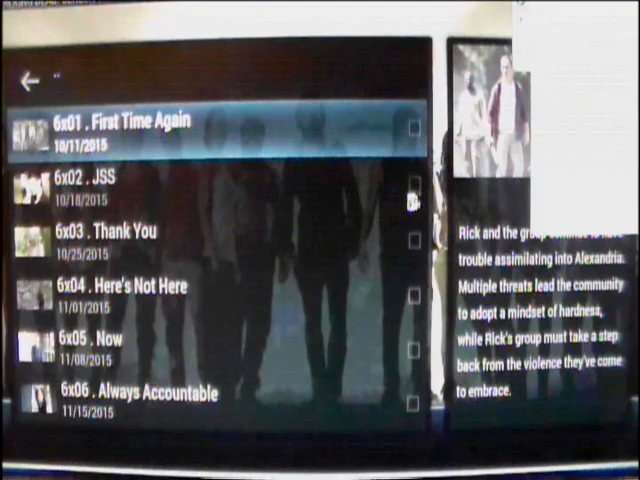 6x01 . First Time Again
10/11/2015
6x02 . JSS
10/18/2015
6x03 . Thank You
10/25/2015
6x04 . Here's Not Here
11/01/2015
6x05 . Now
11/08/2015
6x06 . Always Accountable
11/15/2015
Rick and the group
trouble assimilating into Alexandria.
Multiple threats lead the community
to adopt a mindset of hardness,
while Rick's group must take a step
back from the violence they've come
to embrace.